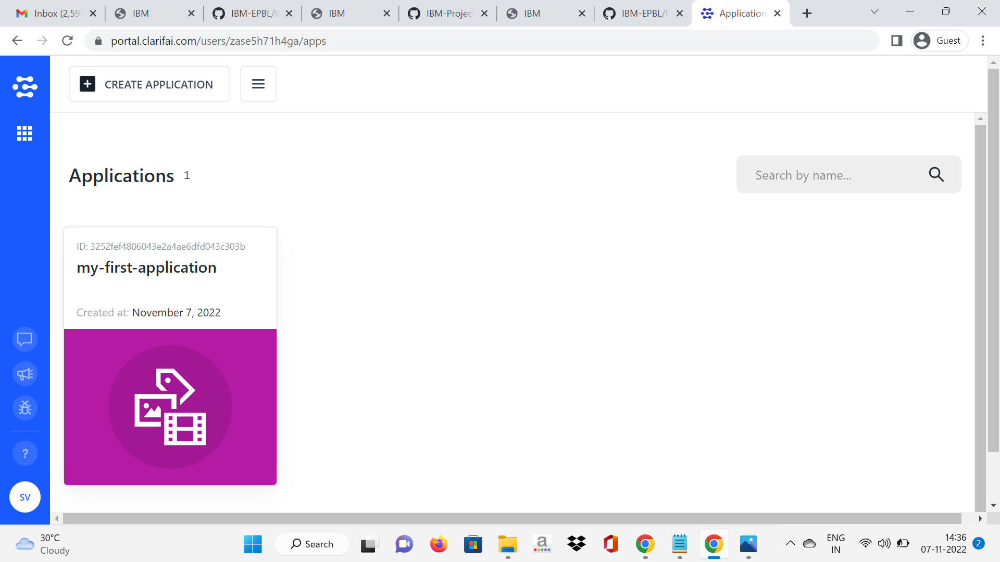 Inbox (2,597
IBM
IBM-EPBL/I
IBM
IBM-Project
IBM
IBM-EPBL/I
Application
portal.clarifai.com/users/zase5h71h4ga/apps
Guest
CREATE APPLICATION
Applications 1
Search by name...
ID: 3252fef4806043e2a4ae6dfd043c303b
my-first-application
Created at: November 7, 2022
?
SV
30°C
Cloudy
Search
a
ENG
IN
14:36
07-11-2022
2